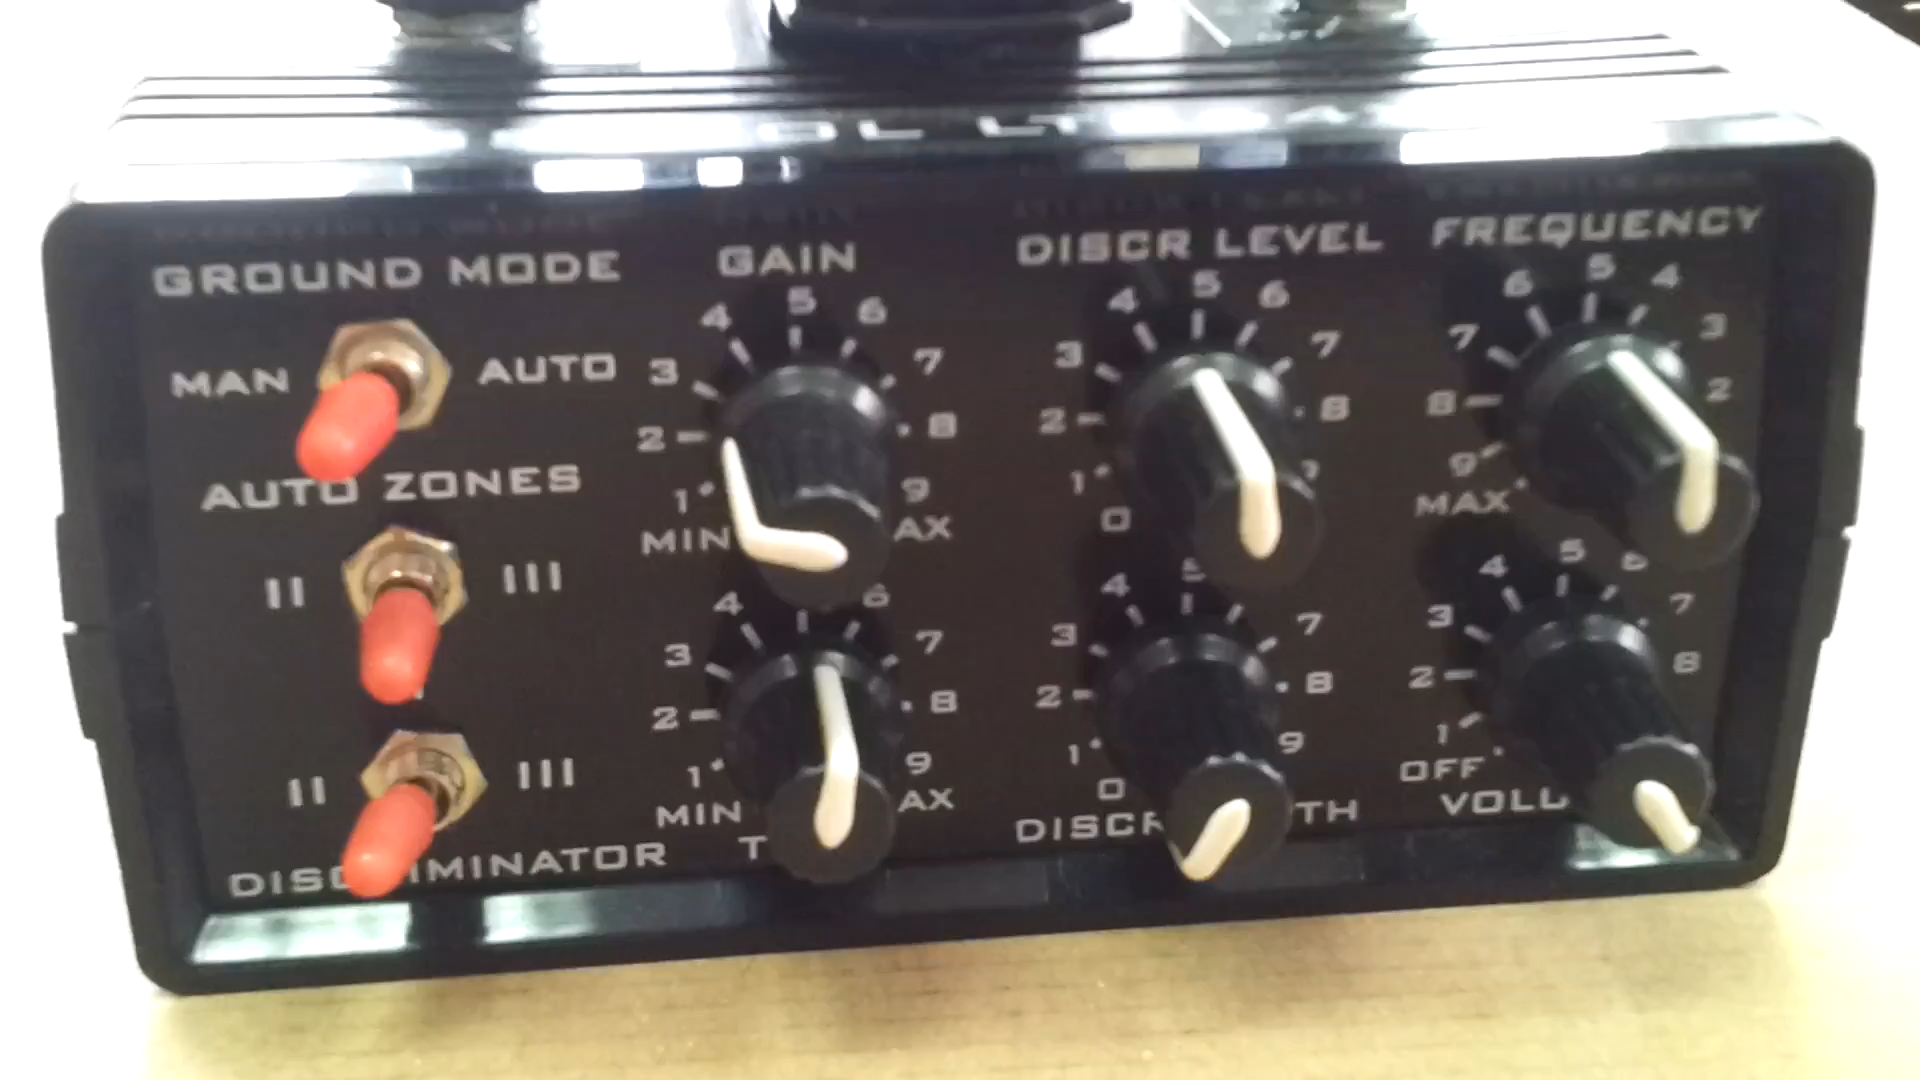 GROUND MODE
MAN AUTO
AUTO ZONES
II III
II III
GAIN
MIN 1 2 3 4 5 6 7 8 9
DISCR LEVEL
0 1 2 3 4 5 6 7 8
FREQUENCY
MAX 9 8 7 6 5 4 3 2
MIN 1 2 3 4 6 7 8 9
0 1 2 3 4 5 7 8 9
OFF 1 2 3 4 5 6 7 8